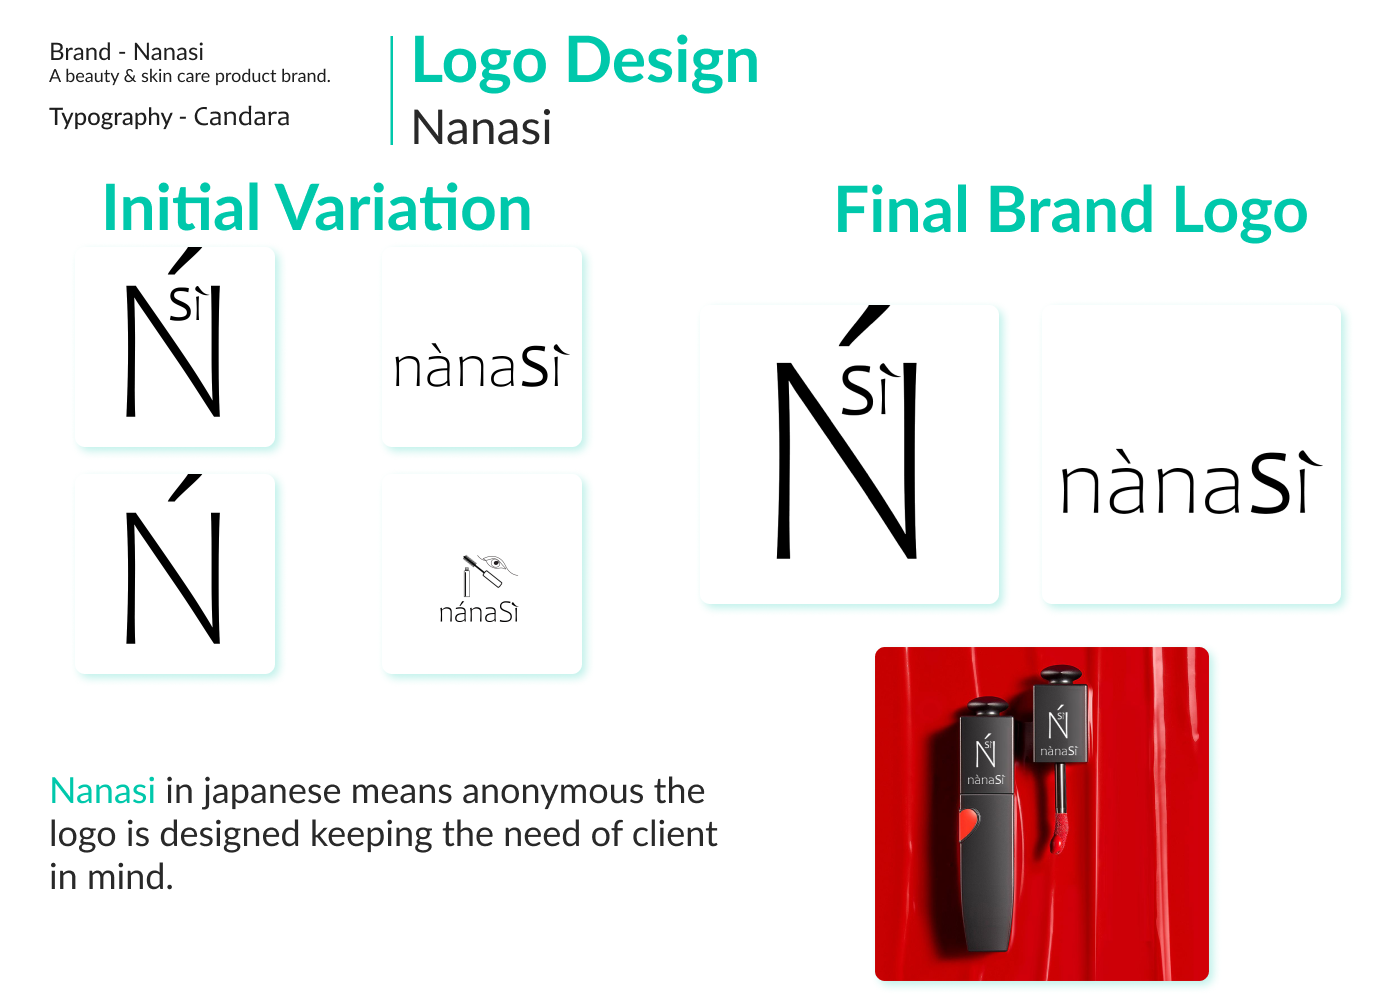 Brand - Nanasi
A beauty & skin care product brand.
Typography - Candara
Logo Design
Nanasi
Initial Variation
Final Brand Logo
Ń
Sì
nànaSì
Ń
nánaSì
Ń
Sì
nànaSì
Ń
Sì
nànaSì
Ń
Sì
nànaSì
Nanasi in japanese means anonymous the
logo is designed keeping the need of client
in mind.